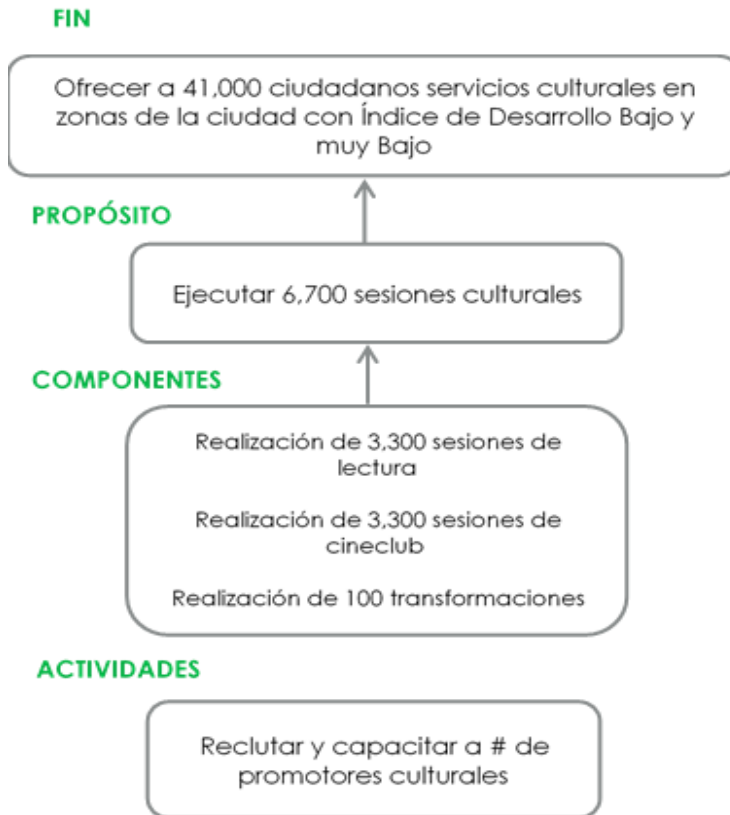 FIN
Ofrecer a 41,000 ciudadanos servicios culturales en
zonas de la ciudad con Índice de Desarrollo Bajo y
muy Bajo
PROPÓSITO
Ejecutar 6,700 sesiones culturales
COMPONENTES
Realización de 3,300 sesiones de
lectura
Realización de 3,300 sesiones de
cineclub
Realización de 100 transformaciones
ACTIVIDADES
Reclutar y capacitar a # de
promotores culturales